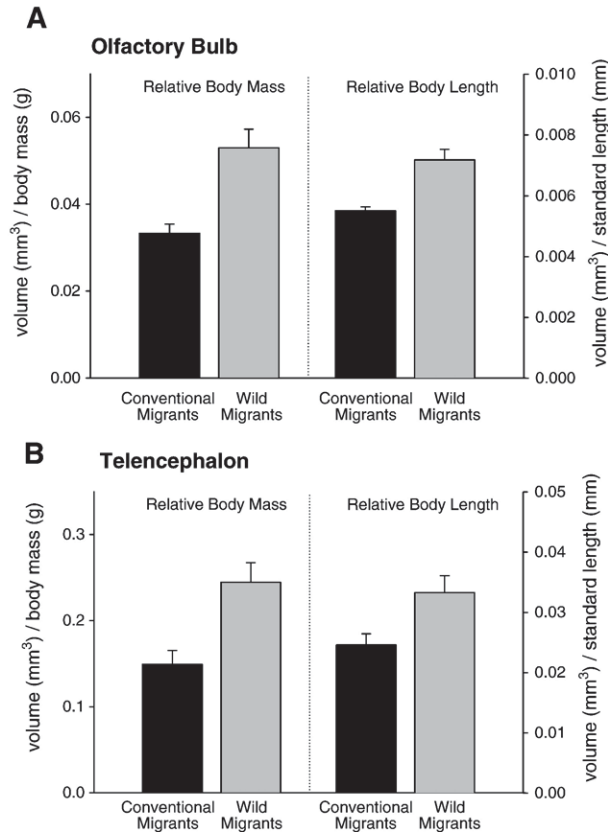 A
Olfactory Bulb
Relative Body Mass
Relative Body Length
volume (mm³) / body mass (g)
0.06
0.04
0.02
0.00
0.010
0.008
0.006
0.004
0.002
0.000
volume (mm³) / standard length (mm)
Conventional Migrants
Wild Migrants
Conventional Migrants
Wild Migrants
B
Telencephalon
Relative Body Mass
Relative Body Length
volume (mm³) / body mass (g)
0.3
0.2
0.1
0.0
0.05
0.04
0.03
0.02
0.01
0.00
volume (mm³) / standard length (mm)
Conventional Migrants
Wild Migrants
Conventional Migrants
Wild Migrants